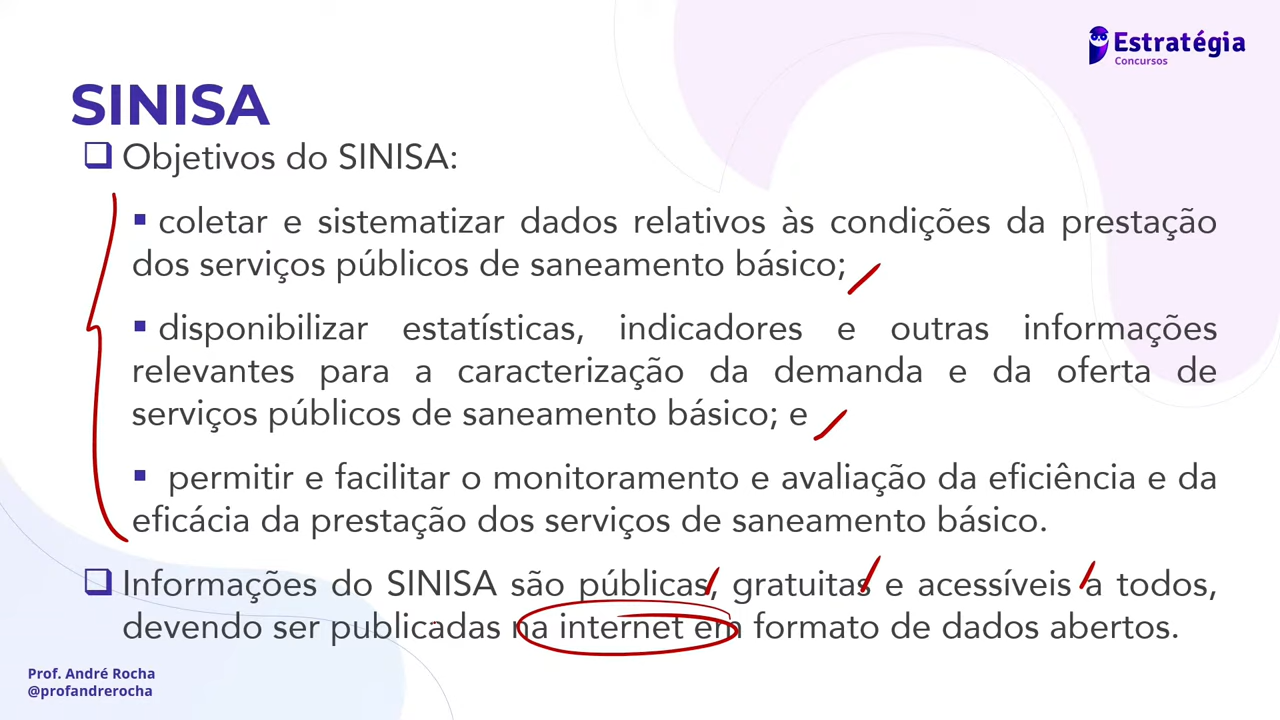 Estratégia
Concursos
SINISA
Objetivos do SINISA:
coletar e sistematizar dados relativos às condições da prestação
dos serviços públicos de saneamento básico;
disponibilizar estatísticas, indicadores e outras informações
relevantes para a caracterização da demanda e da oferta de
serviços públicos de saneamento básico; e
permitir e facilitar o monitoramento e avaliação da eficiência e da
eficácia da prestação dos serviços de saneamento básico.
Informações do SINISA são públicas, gratuitas e acessíveis a todos,
devendo ser publicadas na internet em formato de dados abertos.
Prof. André Rocha
@profandrerocha